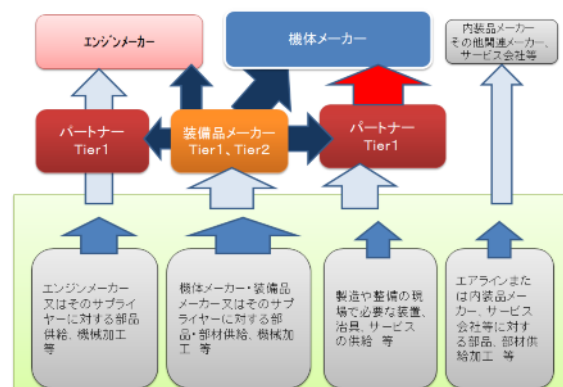 エンジンメーカー
機体メーカー
内装品メーカー
その他関連メーカー、
サービス会社等
パートナー
Tier1
装備品メーカー
Tier1、Tier2
パートナー
Tier1
エンジンメーカー
又はそのサプライ
ヤーに対する部品
供給、機械加工
等
機体メーカー・装備品
メーカー又はそのサプ
ライヤーに対する部
品・部材供給、機械加
工 等
製造や整備の現
場で必要な装置、
冶具、サービス
の供給 等
エアラインまた
は内装品メー
カー、サービス
会社等に対す
る部品、部材供
給加工 等